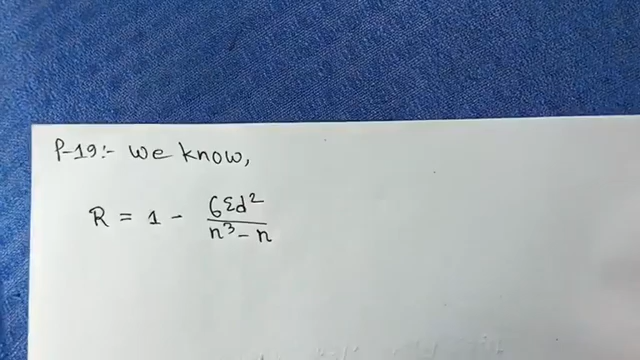 P-19:- we know,
R = 1 - 6Σd² / n³ - n